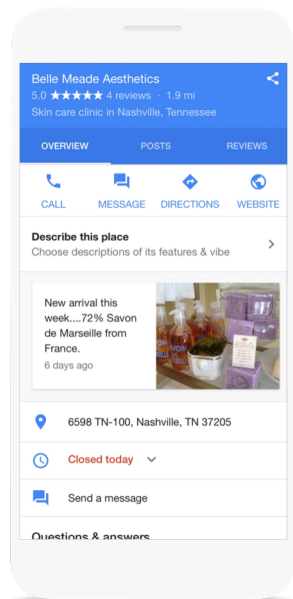 Belle Meade Aesthetics
5.0 ★★★★★ 4 reviews · 1.9 mi
Skin care clinic in Nashville, Tennessee
OVERVIEW POSTS REVIEWS
CALL MESSAGE DIRECTIONS WEBSITE
Describe this place
Choose descriptions of its features & vibe
New arrival this
week....72% Savon
de Marseille from
France.
6 days ago
6598 TN-100, Nashville, TN 37205
Closed today
Send a message
Questions & answers